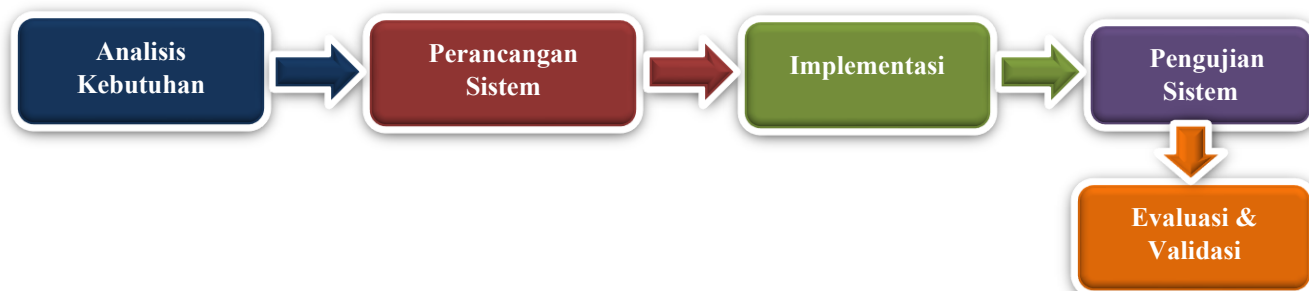 Analisis
Kebutuhan
Perancangan
Sistem
Implementasi
Pengujian
Sistem
Evaluasi &
Validasi